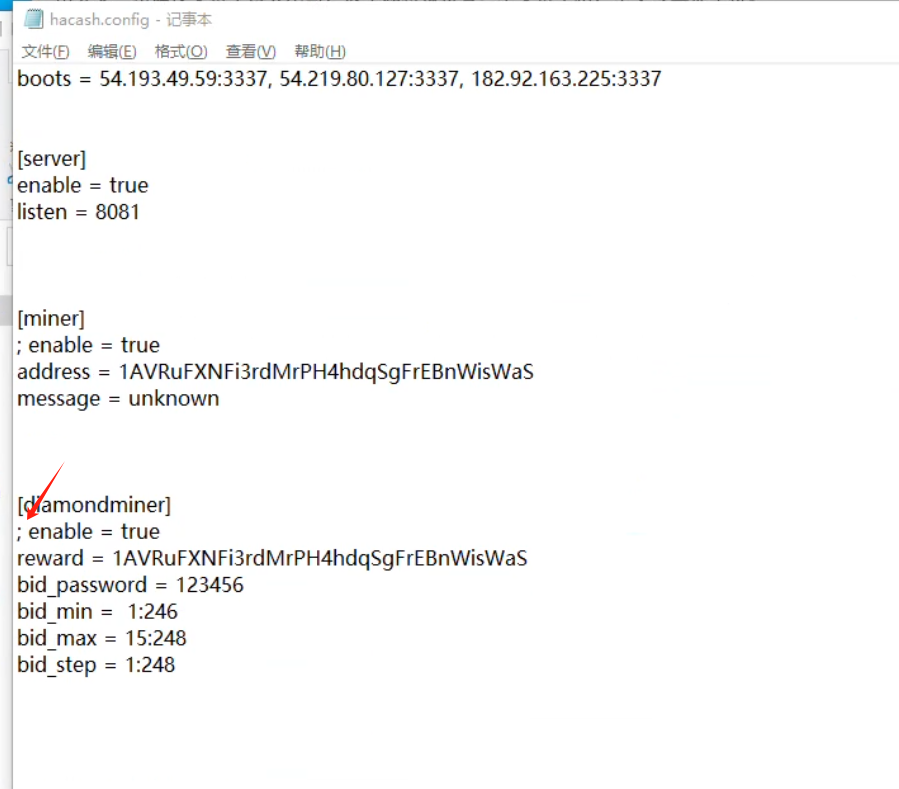 hacash.config - 记事本
文件(F) 编辑(E) 格式(O) 查看(V) 帮助(H)
boots = 54.193.49.59:3337, 54.219.80.127:3337, 182.92.163.225:3337
[server]
enable = true
listen = 8081
[miner]
; enable = true
address = 1AVRuFXNFi3rdMrPH4hdqSgFrEBnWisWaS
message = unknown
[diamondminer]
; enable = true
reward = 1AVRuFXNFi3rdMrPH4hdqSgFrEBnWisWaS
bid_password = 123456
bid_min =  1:246
bid_max = 15:248
bid_step = 1:248